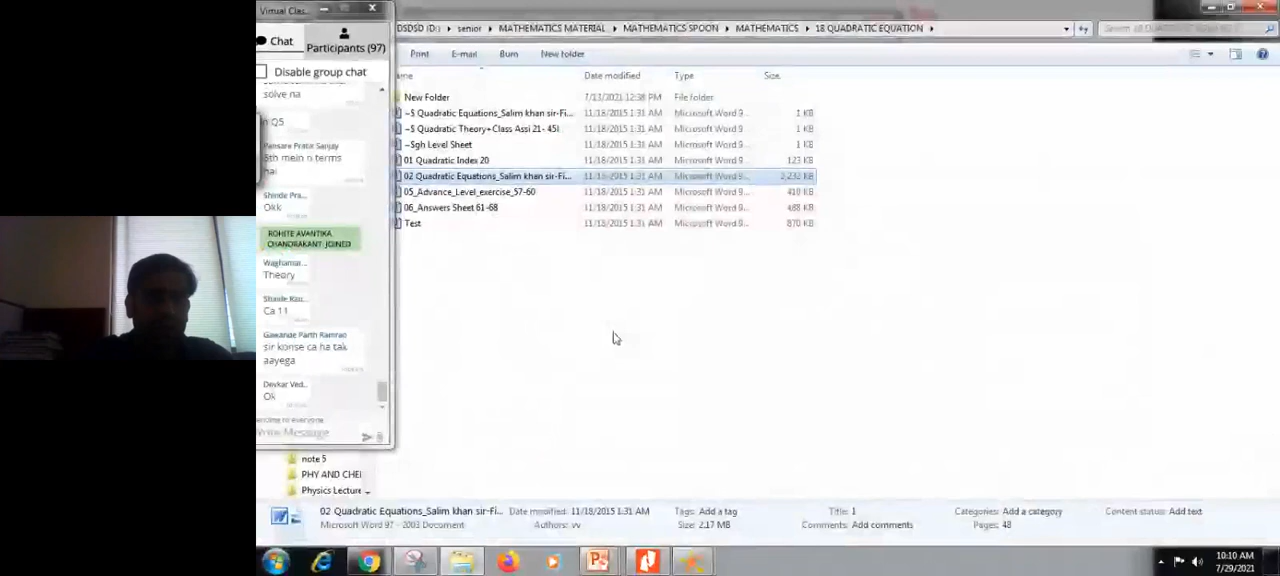 Virtual Clas...
Chat
Participants (97)
Disable group chat
solve na
n Q5
Pansare Pratik Sanjay
5th mein n terms
hai
Shinde Pra...
Okk
ROHITE AVANTIKA
CHANDRAKANT JOINED
Waghamar...
Theory
Ca 11
Gawande Parth Ramrao
sir konse ca ha tak
aayega
Devkar Ved...
Ok
Write Message
note 5
PHY AND CHE
Physics Lecture
DSDSD (D:) senior MATHEMATICS MATERIAL MATHEMATICS SPOON MATHEMATICS 18 QUADRATIC EQUATION
Print E-mail Burn New folder
Date modified Type Size
New Folder 7/13/2021 12:38 PM File folder
~5 Quadratic Equations_Salim khan sir-Fi... 11/18/2015 1:31 AM Microsoft Word 9... 1 KB
~5 Quadratic Theory+Class Assi 21- 45l 11/18/2015 1:31 AM Microsoft Word 9... 1 KB
~5gh Level Sheet 11/18/2015 1:31 AM Microsoft Word 9... 1 KB
01 Quadratic Index 20 11/18/2015 1:31 AM Microsoft Word 9... 123 KB
02 Quadratic Equations_Salim khan sir-Fi... 11/18/2015 1:31 AM Microsoft Word 9... 2,232 KB
05_Advance_Level_exercise_57-60 11/18/2015 1:31 AM Microsoft Word 9... 410 KB
06_Answers Sheet 61-68 11/18/2015 1:31 AM Microsoft Word 9... 488 KB
Test 11/18/2015 1:31 AM Microsoft Word 9... 870 KB
02 Quadratic Equations_Salim khan sir-Fi... Date modified: 11/18/2015 1:31 AM Tags: Add a tag Title: 1 Categories: Add a category Content status: Add text
Microsoft Word 97 - 2003 Document Authors: vv Size: 2.17 MB Comments: Add comments Pages: 48
10:10 AM
7/29/2021